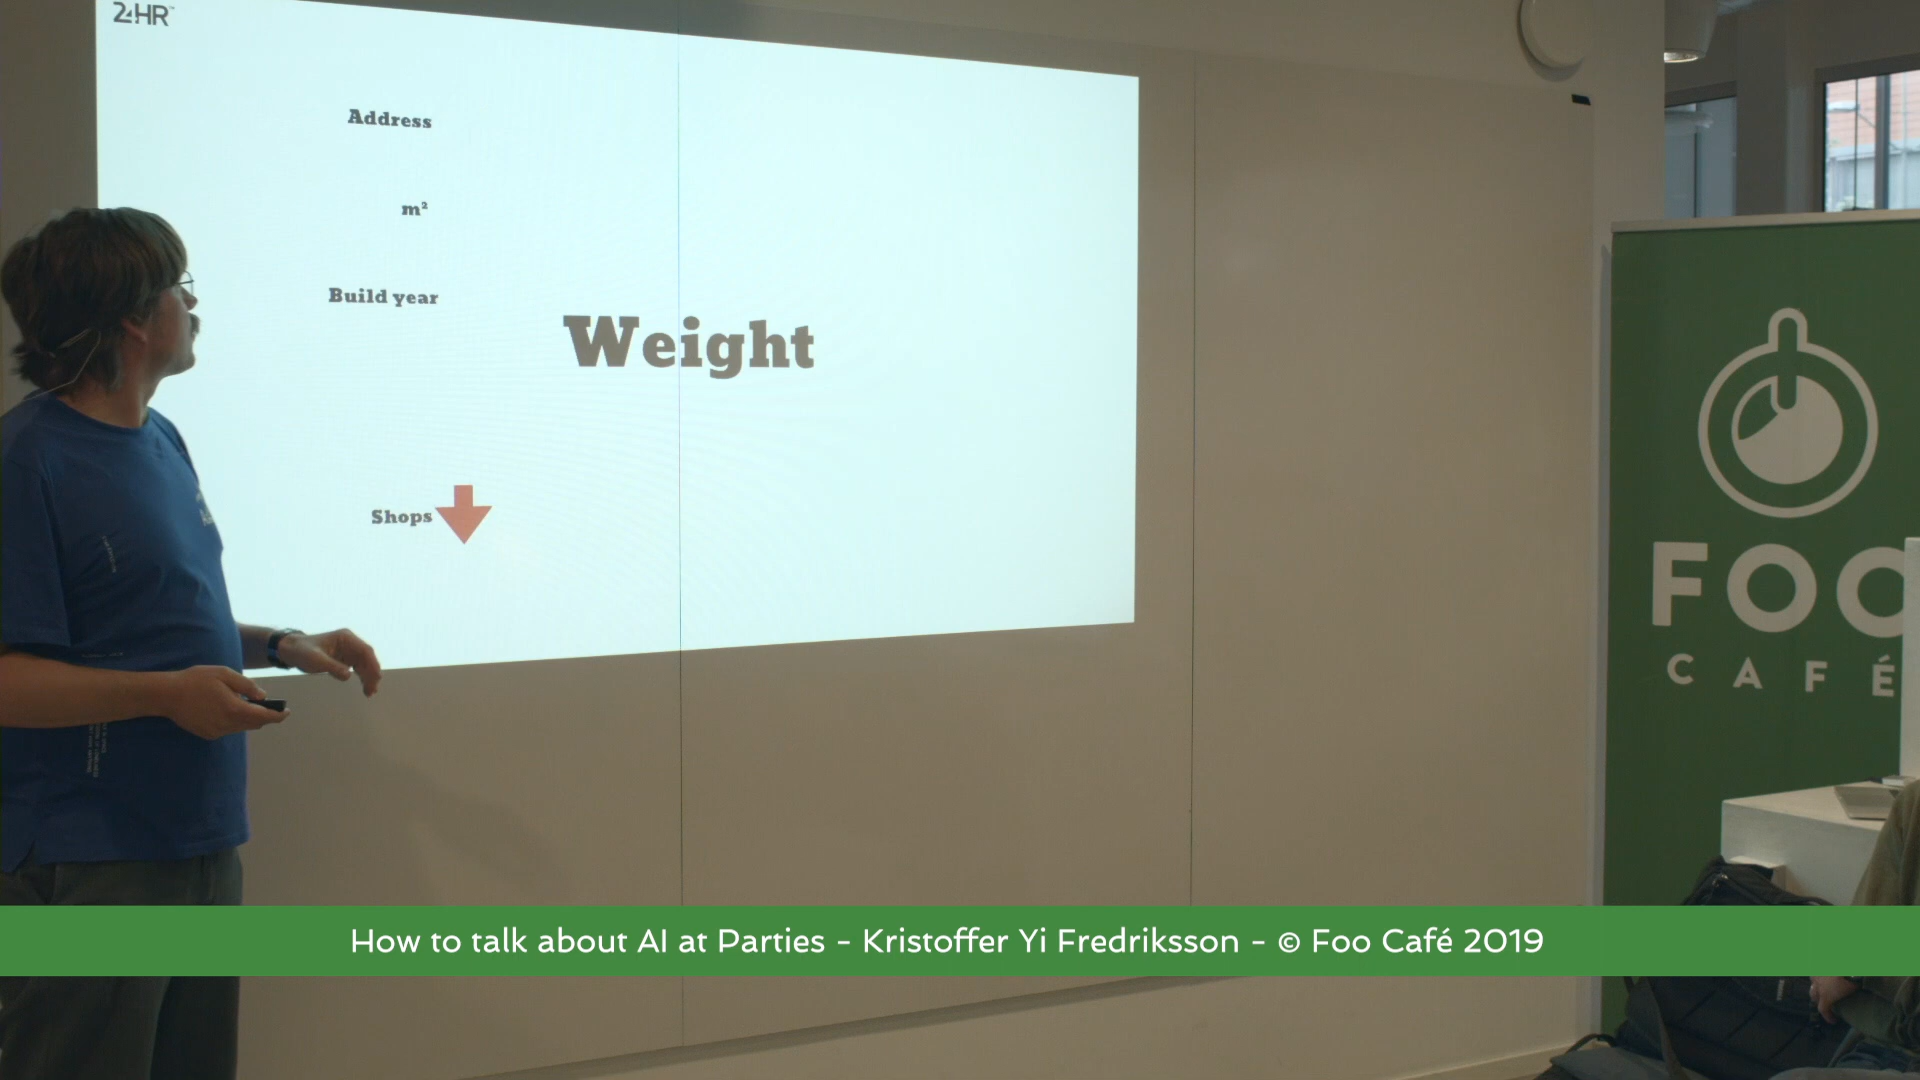 24HR™
Address
m²
Build year
Weight
Shops
FOO
CAFÉ
How to talk about AI at Parties - Kristoffer Yi Fredriksson - © Foo Café 2019